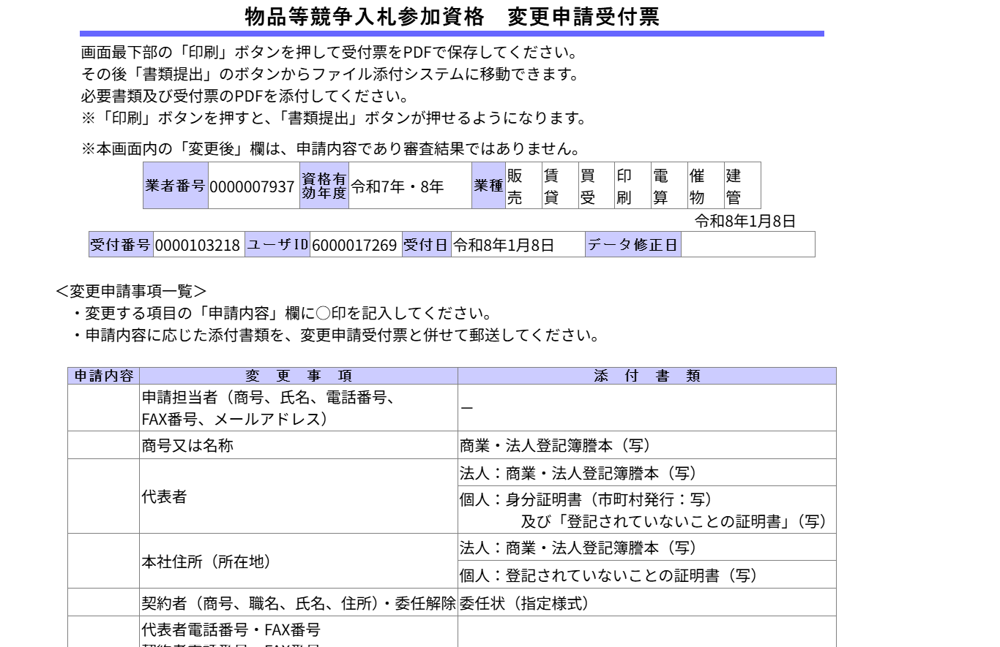 物品等競争入札参加資格　変更申請受付票
画面最下部の「印刷」ボタンを押して受付票をPDFで保存してください。
その後「書類提出」のボタンからファイル添付システムに移動できます。
必要書類及び受付票のPDFを添付してください。
※「印刷」ボタンを押すと、「書類提出」ボタンが押せるようになります。
※本画面内の「変更後」欄は、申請内容であり審査結果ではありません。
業者番号 0000007937 資格有効年度 令和7年・8年 業種 販売 賃貸 買受 印刷 電算 催物 建管
令和8年1月8日
受付番号 0000103218 ユーザID 6000017269 受付日 令和8年1月8日 データ修正日
＜変更申請事項一覧＞
・変更する項目の「申請内容」欄に○印を記入してください。
・申請内容に応じた添付書類を、変更申請受付票と併せて郵送してください。
申請内容 変　更　事　項 添　付　書　類
申請担当者（商号、氏名、電話番号、
FAX番号、メールアドレス）
－
商号又は名称 商業・法人登記簿謄本（写）
代表者
法人：商業・法人登記簿謄本（写）
個人：身分証明書（市町村発行：写）
及び「登記されていないことの証明書」（写）
本社住所（所在地）
法人：商業・法人登記簿謄本（写）
個人：登記されていないことの証明書（写）
契約者（商号、職名、氏名、住所）・委任解除 委任状（指定様式）
代表者電話番号・FAX番号